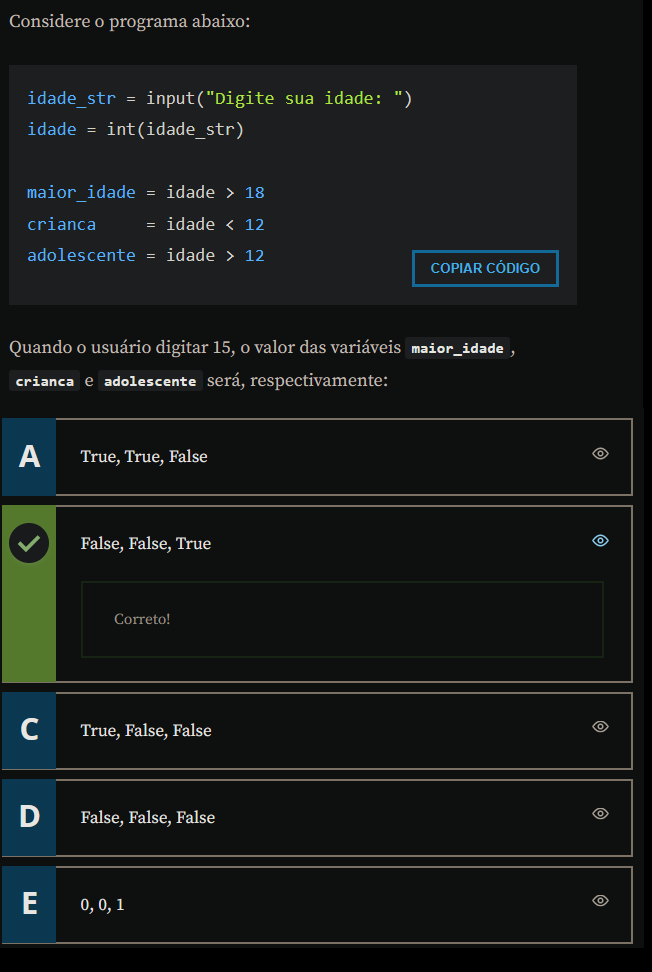 Considere o programa abaixo:
idade_str = input("Digite sua idade: ")
idade = int(idade_str)
maior_idade = idade > 18
crianca     = idade < 12
adolescente = idade > 12
COPIAR CÓDIGO
Quando o usuário digitar 15, o valor das variáveis maior_idade ,
crianca e adolescente será, respectivamente:
A True, True, False
False, False, True
Correto!
C True, False, False
D False, False, False
E 0, 0, 1